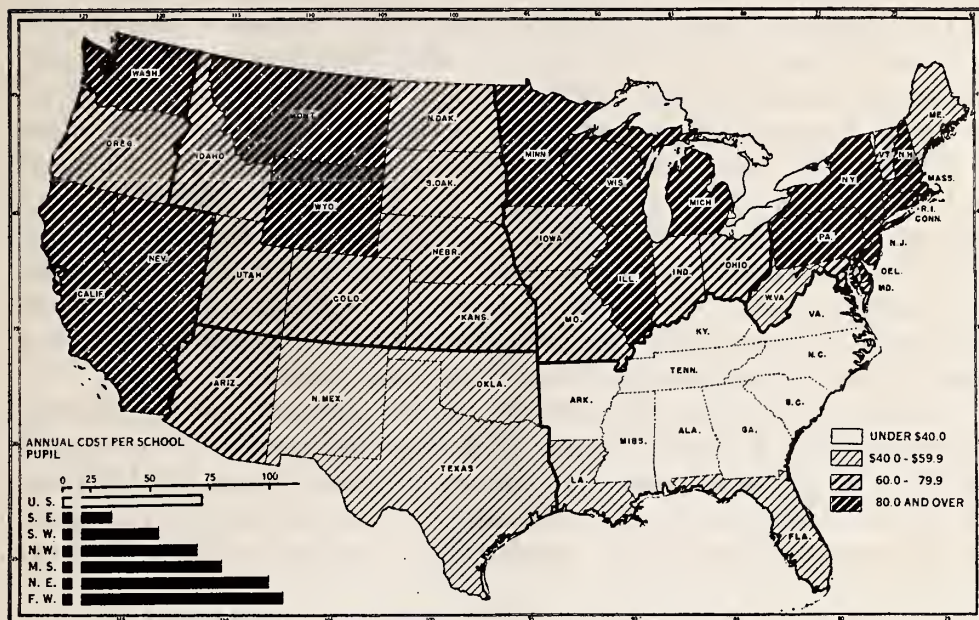 WASH.
OREG.
IDAHO
MONT.
WYO.
N.DAK.
S.DAK.
NEBR.
KANS.
NEV.
CALIF.
UTAH
COLO.
ARIZ.
N.MEX.
OKLA.
TEXAS
MINN.
WIS.
IOWA
MO.
ILL.
IND.
OHIO
MICH
KY.
TENN.
ARK.
MISS.
ALA.
GA.
LA.
FLA.
S.C.
N.C.
VA.
W.VA
PA.
N.Y.
VT.
N.H.
ME.
MASS.
R.I.
CONN.
N.J.
DEL.
MD.
ANNUAL COST PER SCHOOL
PUPIL
0 25 50 75 100
U. S.
S. E.
S. W.
N. W.
M. S.
N. E.
F. W.
UNDER $40.0
$40.0 - $59.9
60.0 - 79.9
80.0 AND OVER